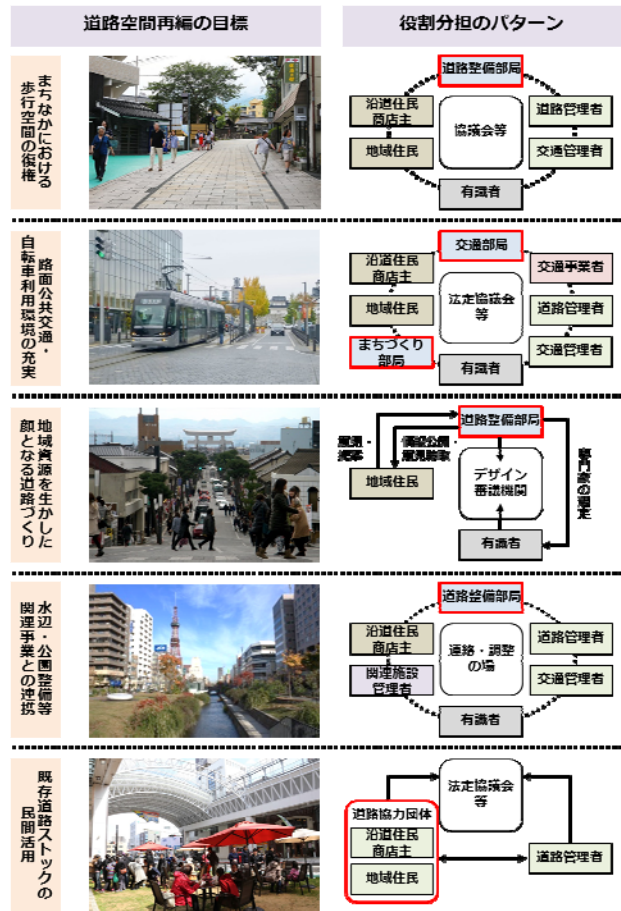 道路空間再編の目標
役割分担のパターン
まちなかにおける
歩行空間の復権
道路整備部局
沿道住民
商店主
地域住民
協議会等
道路管理者
交通管理者
有識者
路面公共交通・
自転車利用環境の充実
交通部局
沿道住民
商店主
地域住民
まちづくり
部局
法定協議会
等
交通事業者
道路管理者
交通管理者
有識者
地域資源を生かした
顔となる道路づくり
道路整備部局
意見・
提案
情報公開・
意見聴取
地域住民
デザイン
審議機関
有識者
専門家の選定
水辺・公園整備等
関連事業との連携
道路整備部局
沿道住民
商店主
関連施設
管理者
連絡・調整
の場
道路管理者
交通管理者
有識者
既存道路ストックの
民間活用
法定協議会
等
道路協力団体
沿道住民
商店主
地域住民
道路管理者